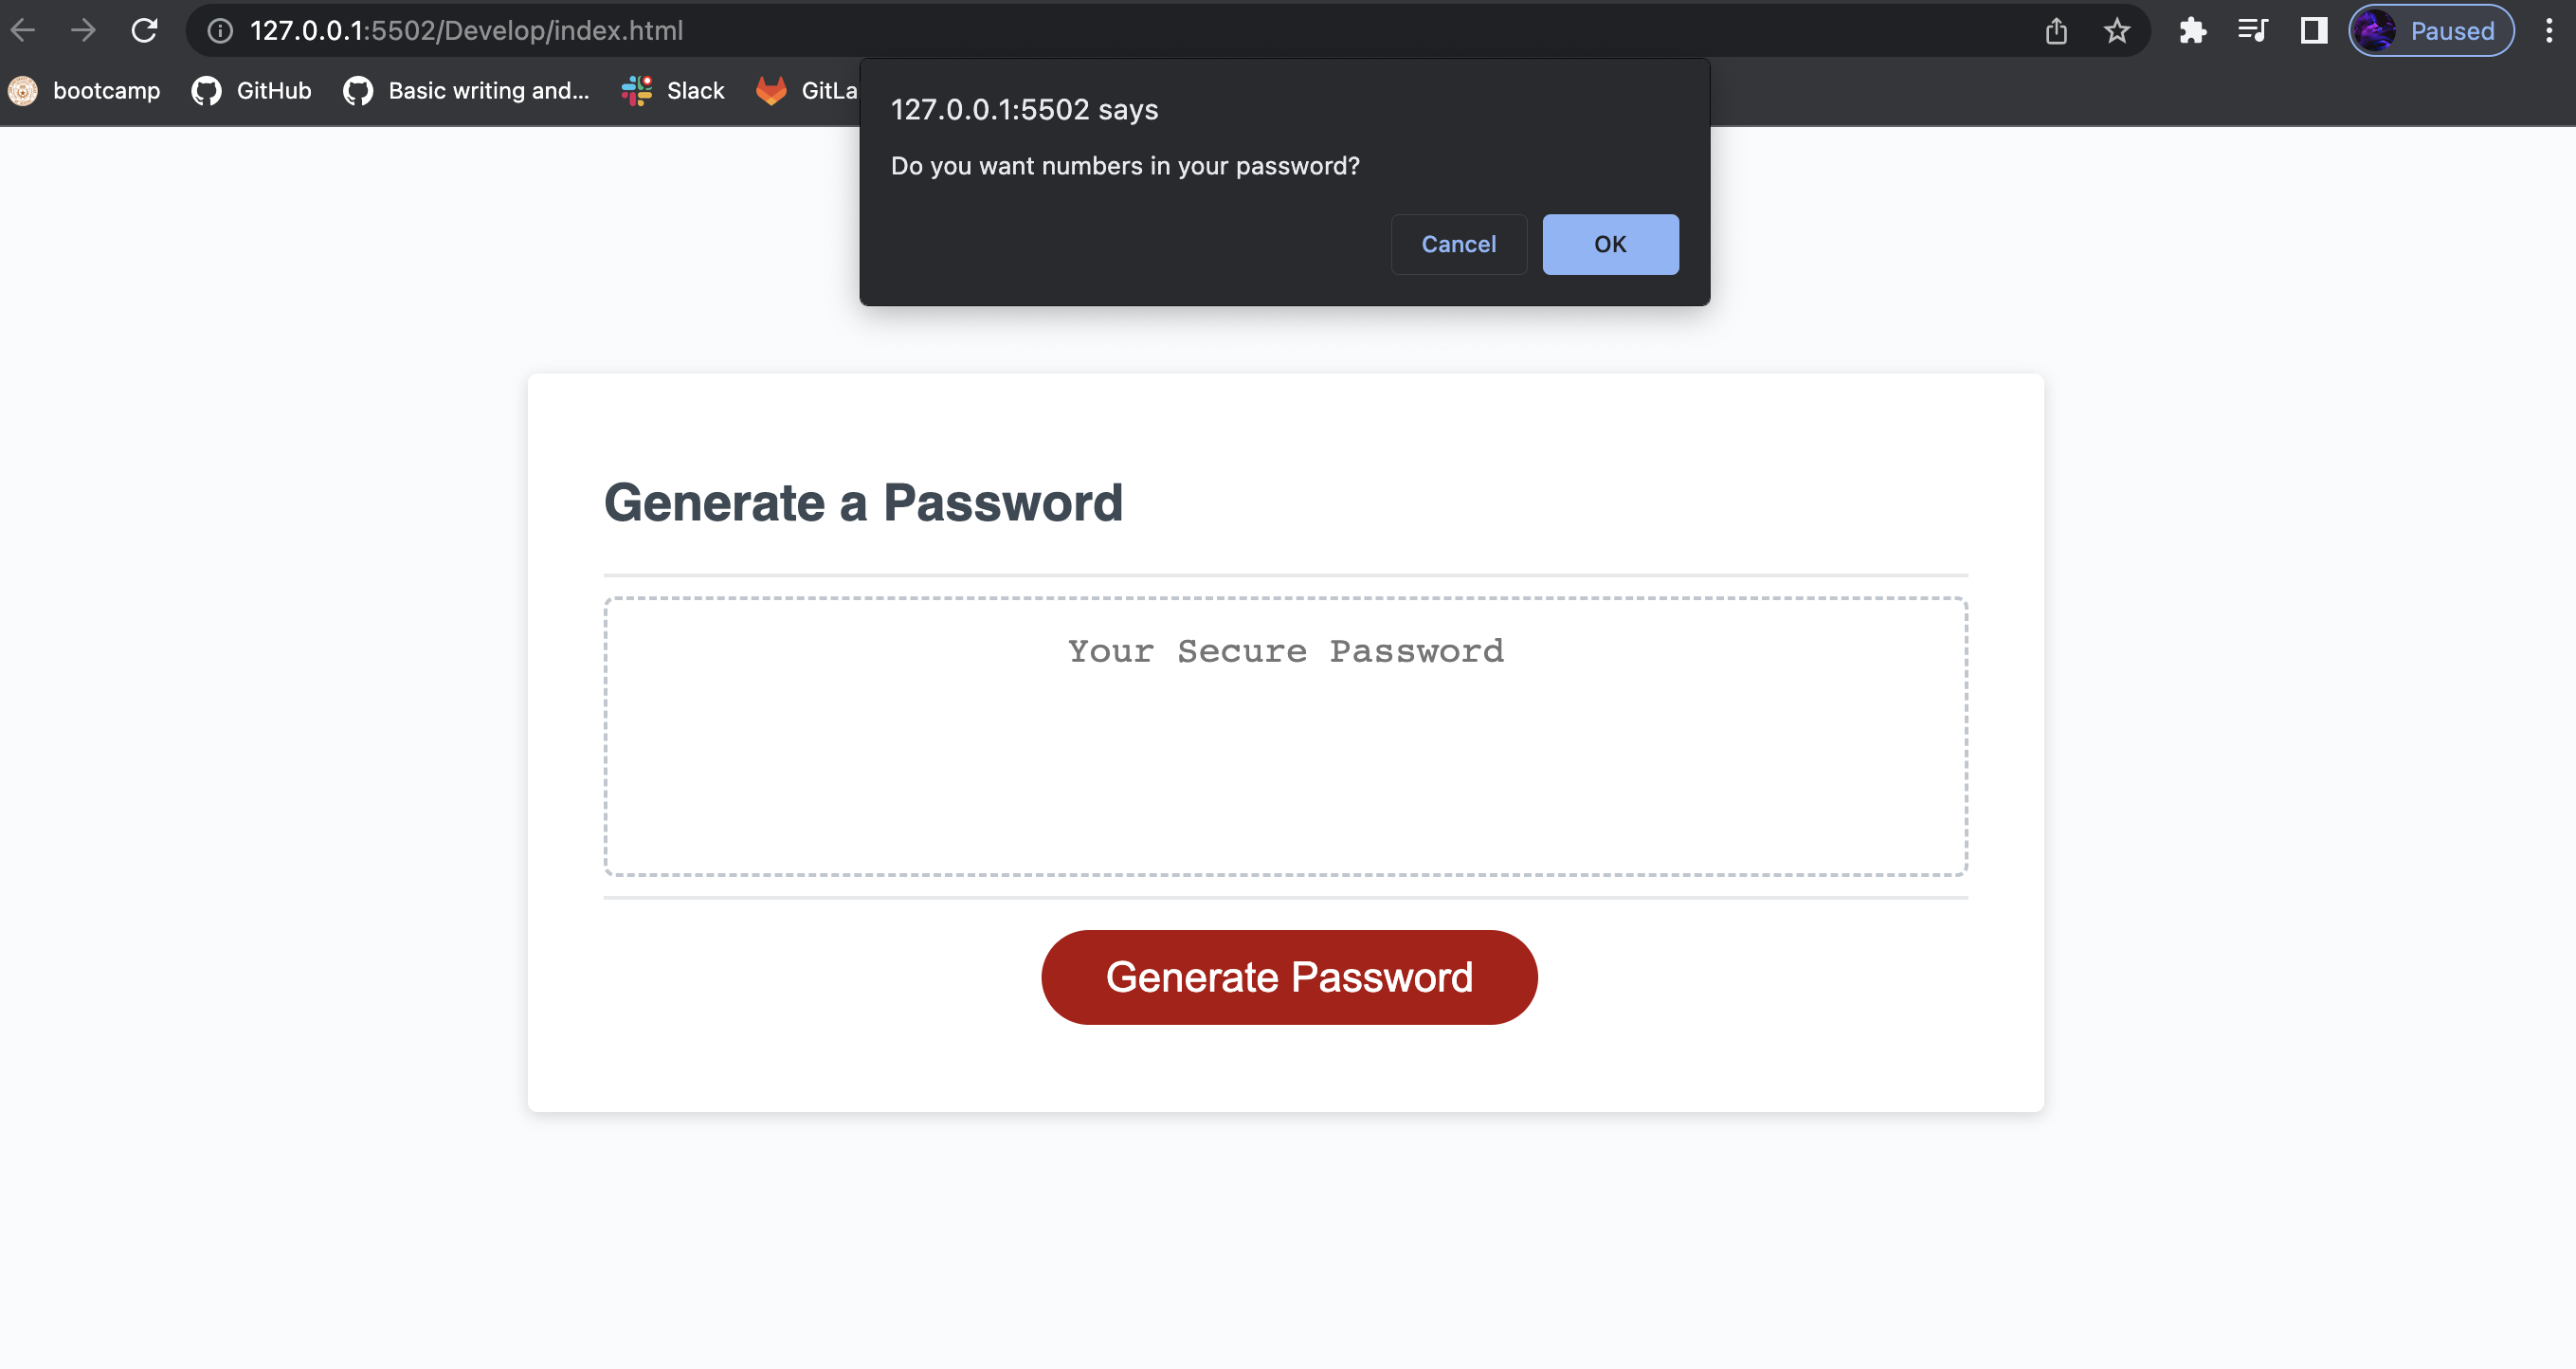 127.0.0.1:5502/Develop/index.html
Paused
bootcamp GitHub Basic writing and... Slack GitLa
127.0.0.1:5502 says
Do you want numbers in your password?
Cancel OK
Generate a Password
Your Secure Password
Generate Password